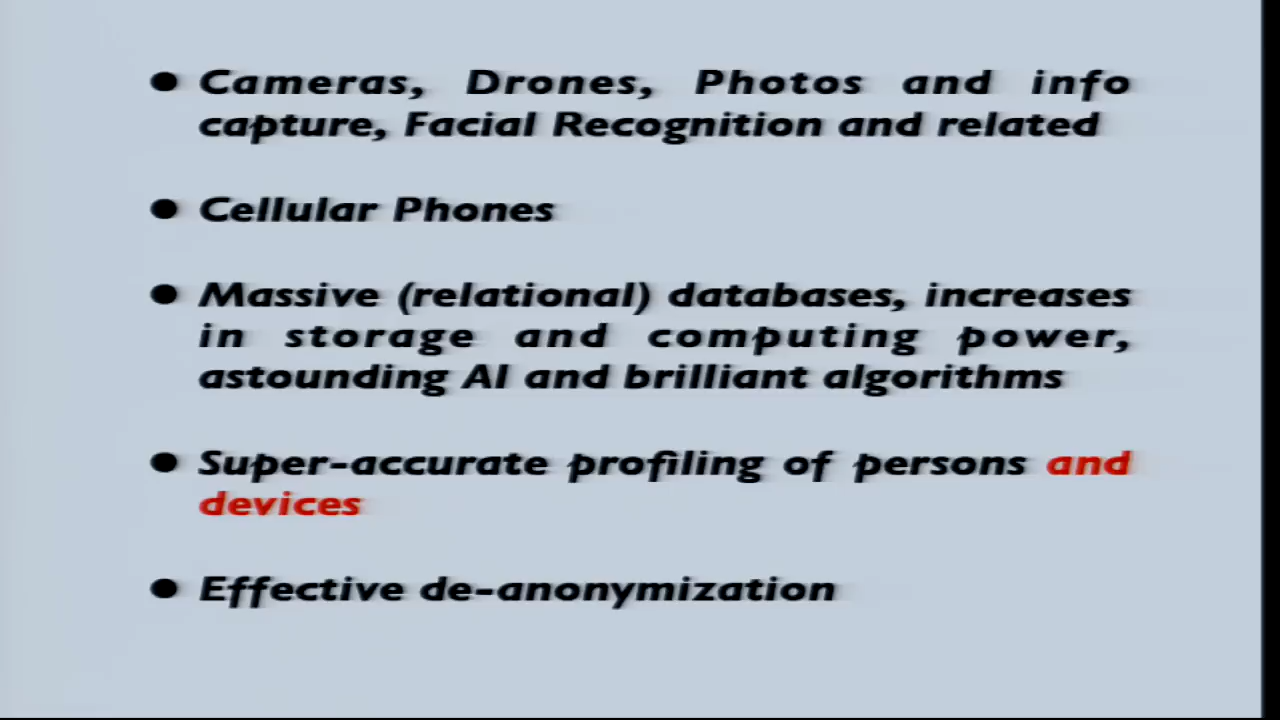 ● Cameras, Drones, Photos and info
capture, Facial Recognition and related
● Cellular Phones
● Massive (relational) databases, increases
in storage and computing power,
astounding AI and brilliant algorithms
● Super-accurate profiling of persons and
devices
● Effective de-anonymization